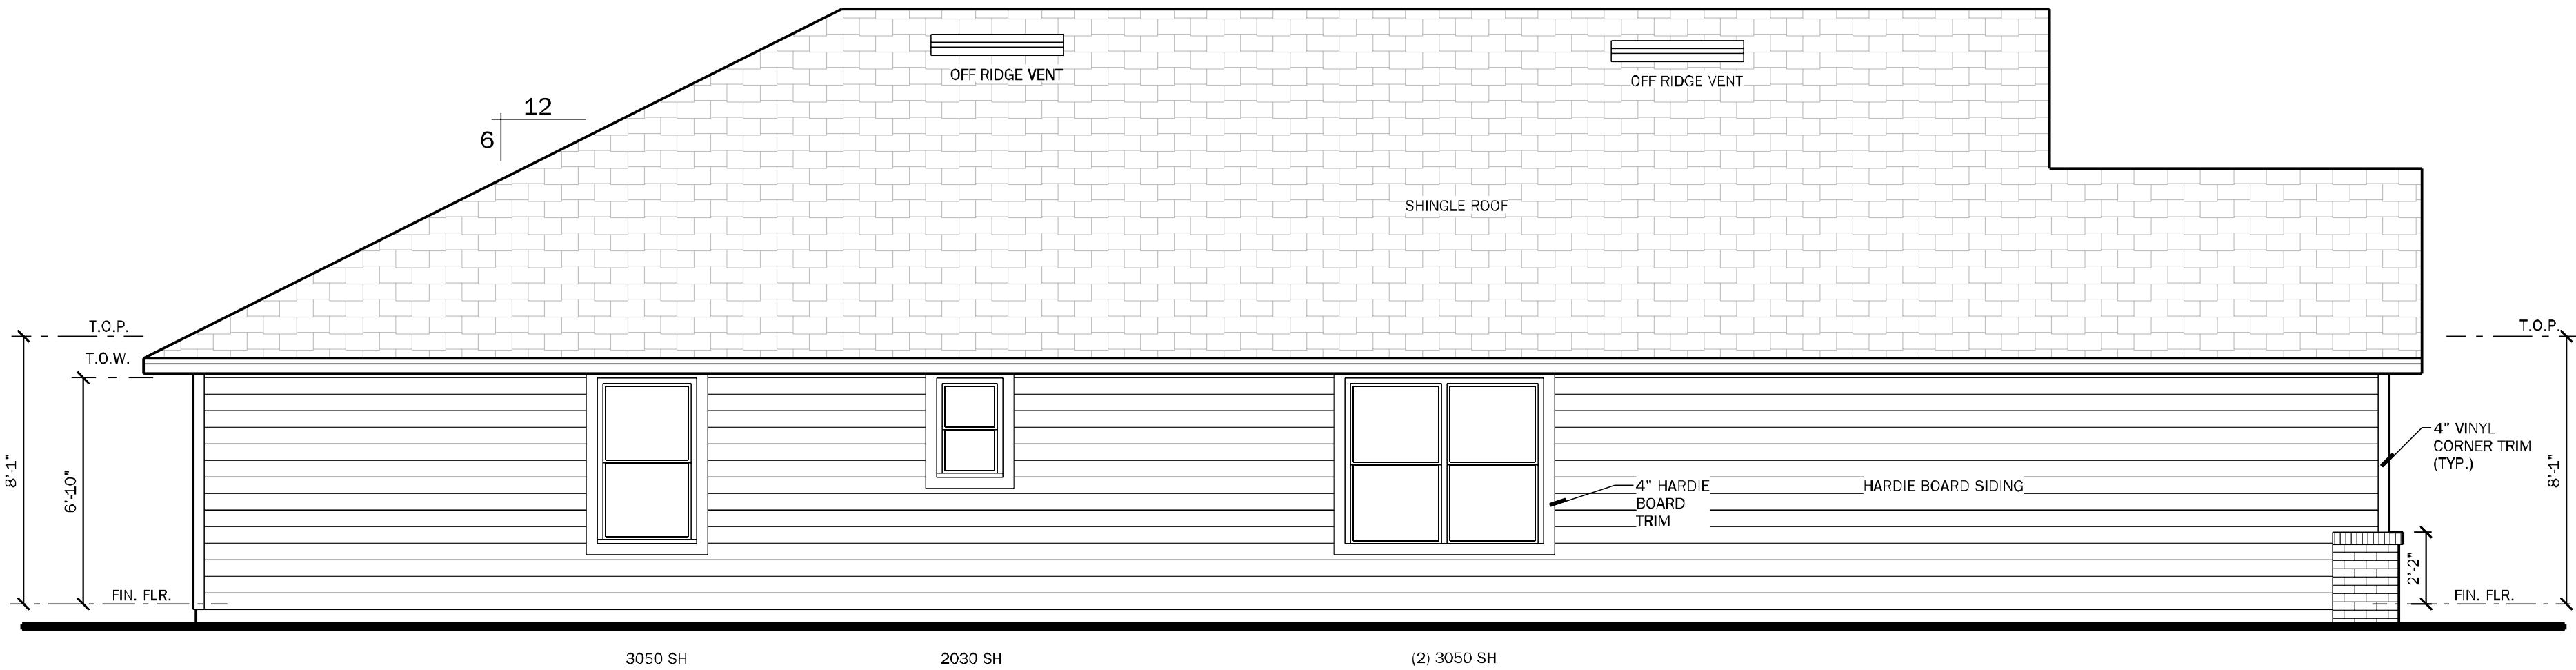 OFF RIDGE VENT
OFF RIDGE VENT
12
6
SHINGLE ROOF
T.O.P.
T.O.P.
T.O.W.
8'-1"
6'-10"
4" VINYL
CORNER TRIM
(TYP.)
8'-1"
4" HARDIE
BOARD
TRIM
HARDIE BOARD SIDING
2'-2"
FIN. FLR.
FIN. FLR.
3050 SH
2030 SH
(2) 3050 SH